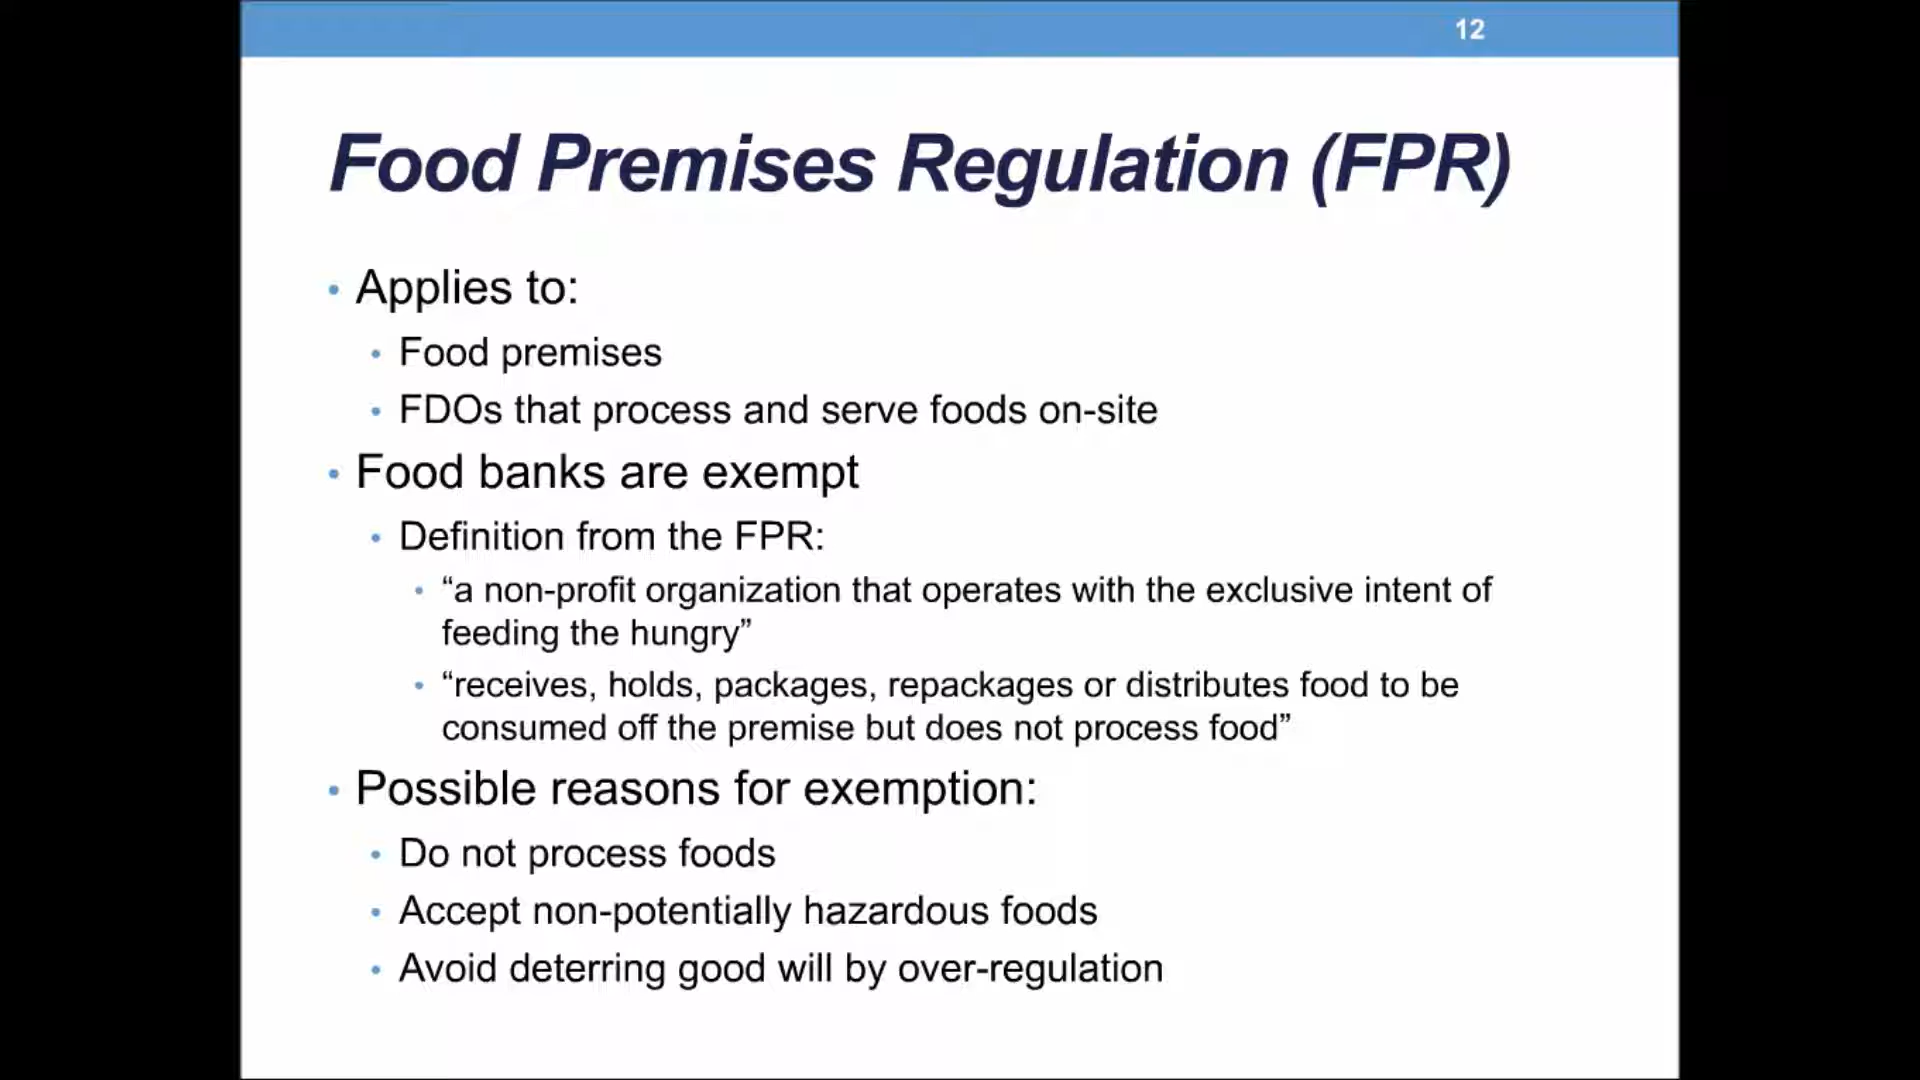 12
Food Premises Regulation (FPR)
• Applies to:
• Food premises
• FDOs that process and serve foods on-site
• Food banks are exempt
• Definition from the FPR:
• “a non-profit organization that operates with the exclusive intent of
feeding the hungry”
• “receives, holds, packages, repackages or distributes food to be
consumed off the premise but does not process food”
• Possible reasons for exemption:
• Do not process foods
• Accept non-potentially hazardous foods
• Avoid deterring good will by over-regulation